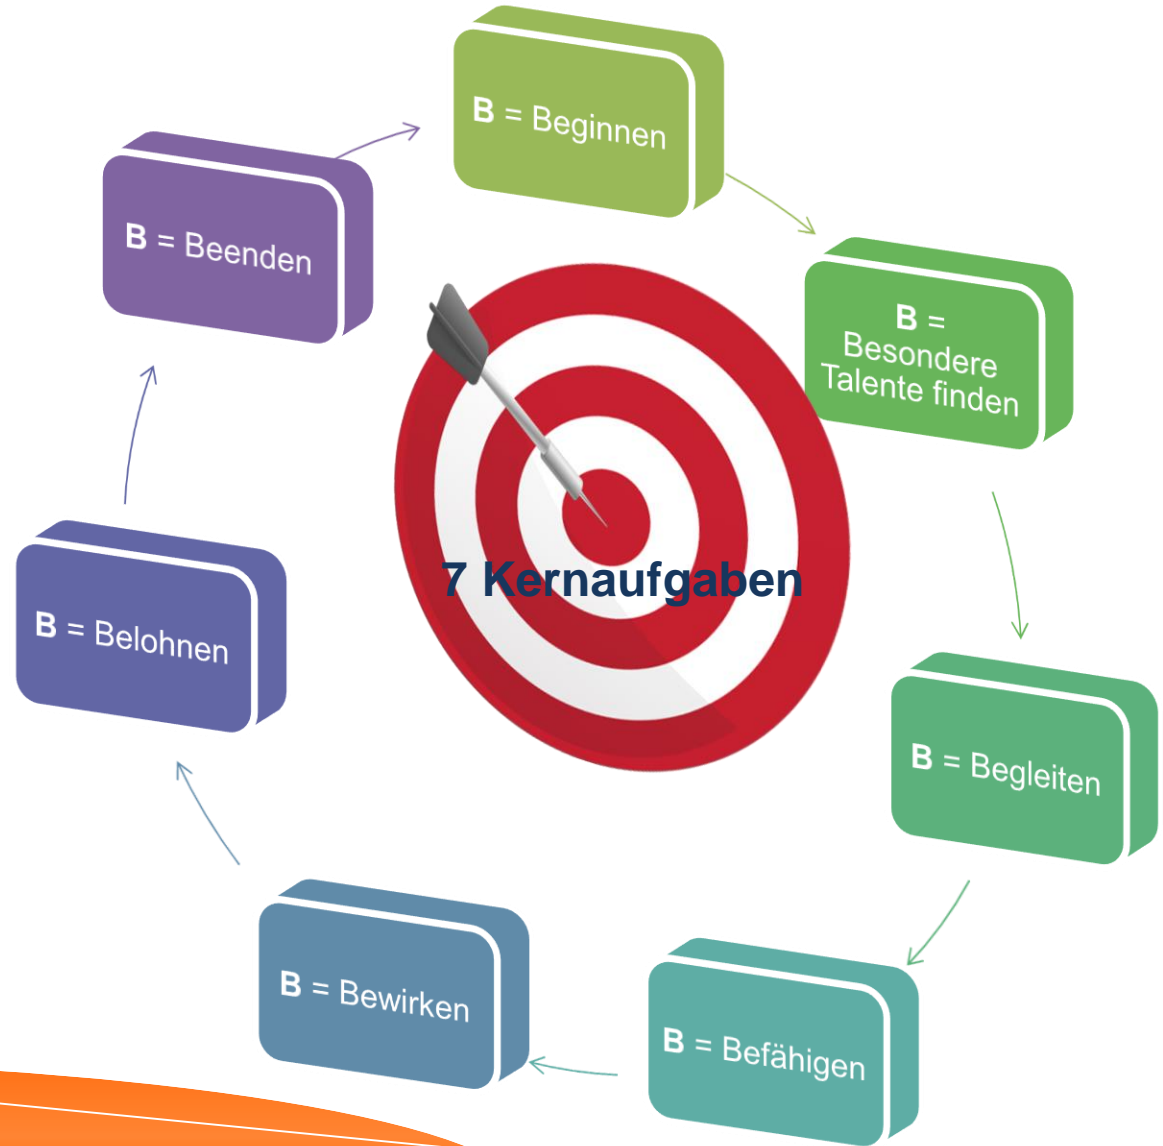 B = Beginnen
B =
Besondere
Talente finden
B = Begleiten
B = Befähigen
B = Bewirken
B = Belohnen
B = Beenden
7 Kernaufgaben